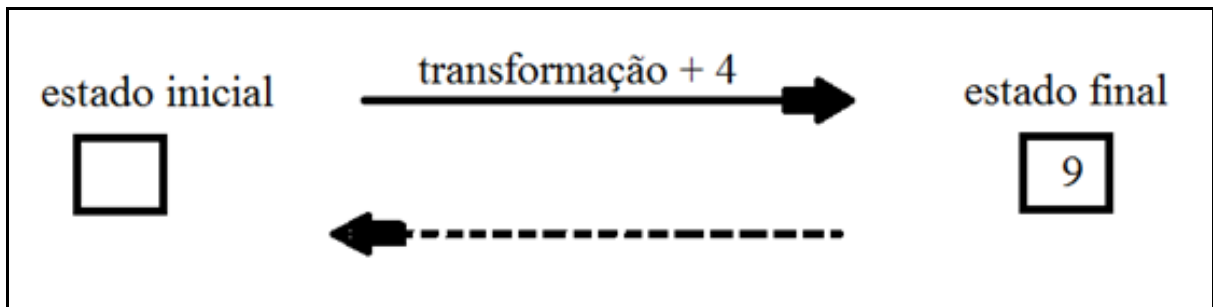 transformação + 4
estado inicial
estado final
9